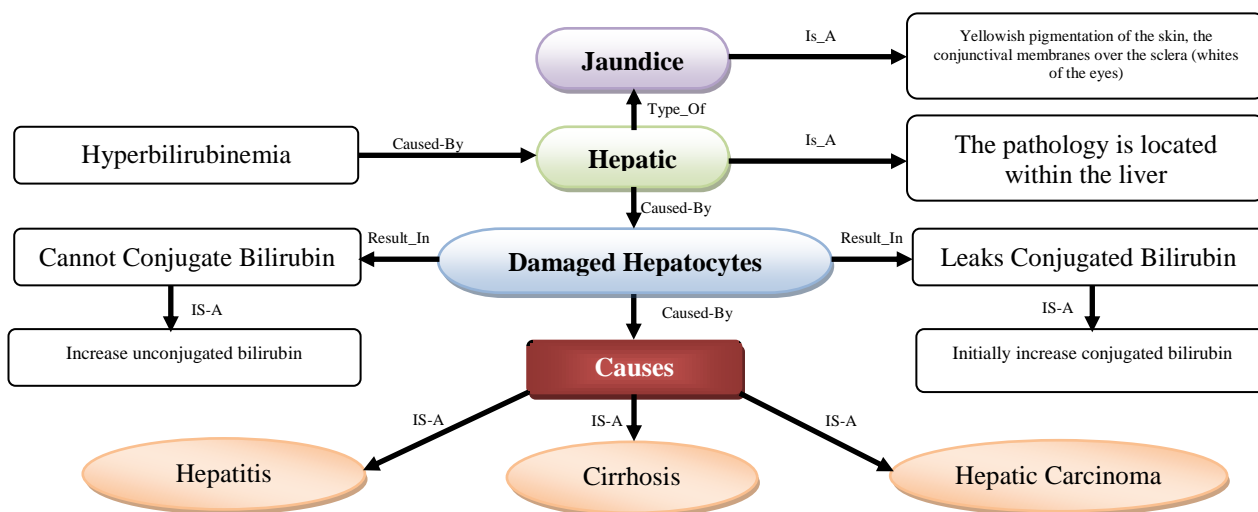 Jaundice
Is_A
Yellowish pigmentation of the skin, the
conjunctival membranes over the sclera (whites
of the eyes)
Type_Of
Hyperbilirubinemia
Caused-By
Hepatic
Is_A
The pathology is located
within the liver
Caused-By
Cannot Conjugate Bilirubin
Result_In
Damaged Hepatocytes
Result_In
Leaks Conjugated Bilirubin
IS-A
Caused-By
IS-A
Increase unconjugated bilirubin
Causes
Initially increase conjugated bilirubin
IS-A
IS-A
IS-A
Hepatitis
Cirrhosis
Hepatic Carcinoma